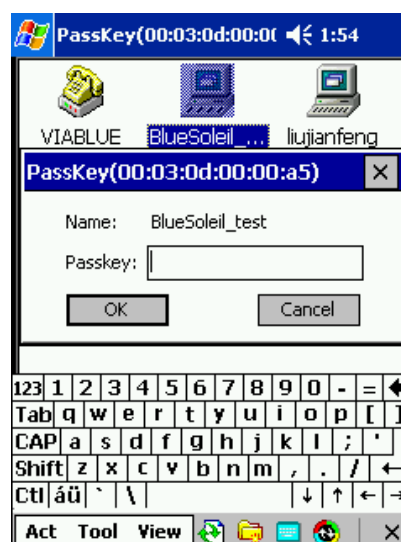 PassKey(00:03:0d:00:0( 1:54
VIABLUE BlueSoleil_... liujianfeng
PassKey(00:03:0d:00:00:a5)
Name: BlueSoleil_test
Passkey:
OK Cancel
123 1 2 3 4 5 6 7 8 9 0 - =
Tab q w e r t y u i o p [ ]
CAP a s d f g h j k l ; '
Shift z x c v b n m , . /
Ctl áü ` \
Act Tool View